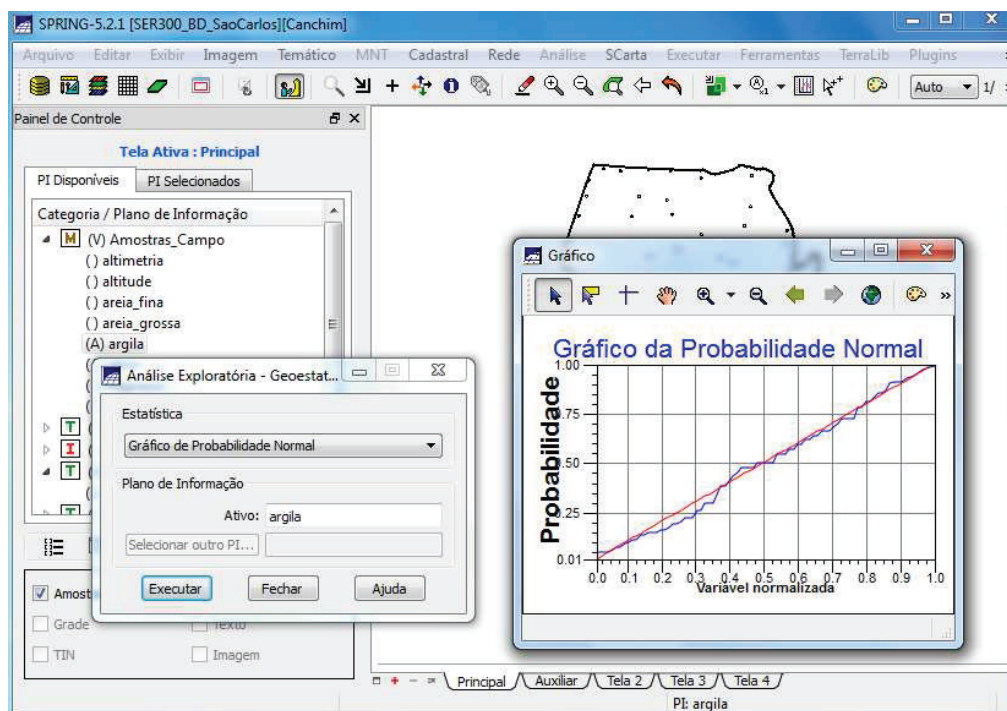 SPRING-5.2.1 [SER300_BD_SaoCarlos][Canchim]
Arquivo Editar Exibir Imagem Temático MNT Cadastral Rede Análise SCarta Executar Ferramentas TerraLib Plugins
Auto 1/
Painel de Controle
Tela Ativa : Principal
PI Disponíveis PI Selecionados
Categoria / Plano de Informação
M (V) Amostras_Campo
( ) altimetria
( ) altitude
( ) areia_fina
( ) areia_grossa
(A) argila
T
I
T
T
Análise Exploratória - Geoestat...
Estatística
Gráfico de Probabilidade Normal
Plano de Informação
Ativo: argila
Selecionar outro PI...
Executar Fechar Ajuda
Amost
Grade Texto
TIN Imagem
Gráfico
Gráfico da Probabilidade Normal
Probabilidade
1.00
0.75
0.50
0.25
0.01
0.0 0.1 0.2 0.3 0.4 0.5 0.6 0.7 0.8 0.9 1.0
Variável normalizada
Principal Auxiliar Tela 2 Tela 3 Tela 4
PI: argila